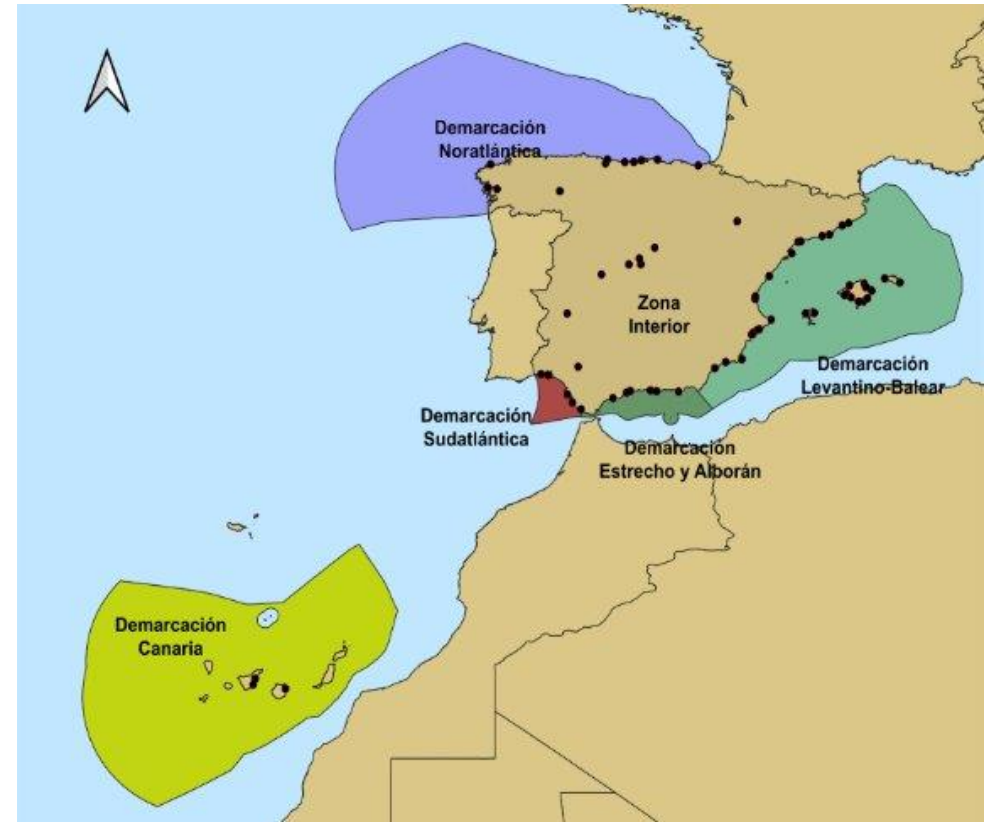 Demarcación
Noratlántica
Zona
Interior
Demarcación
Levantino-Balear
Demarcación
Sudatlántica
Demarcación
Estrecho y Alborán
Demarcación
Canaria